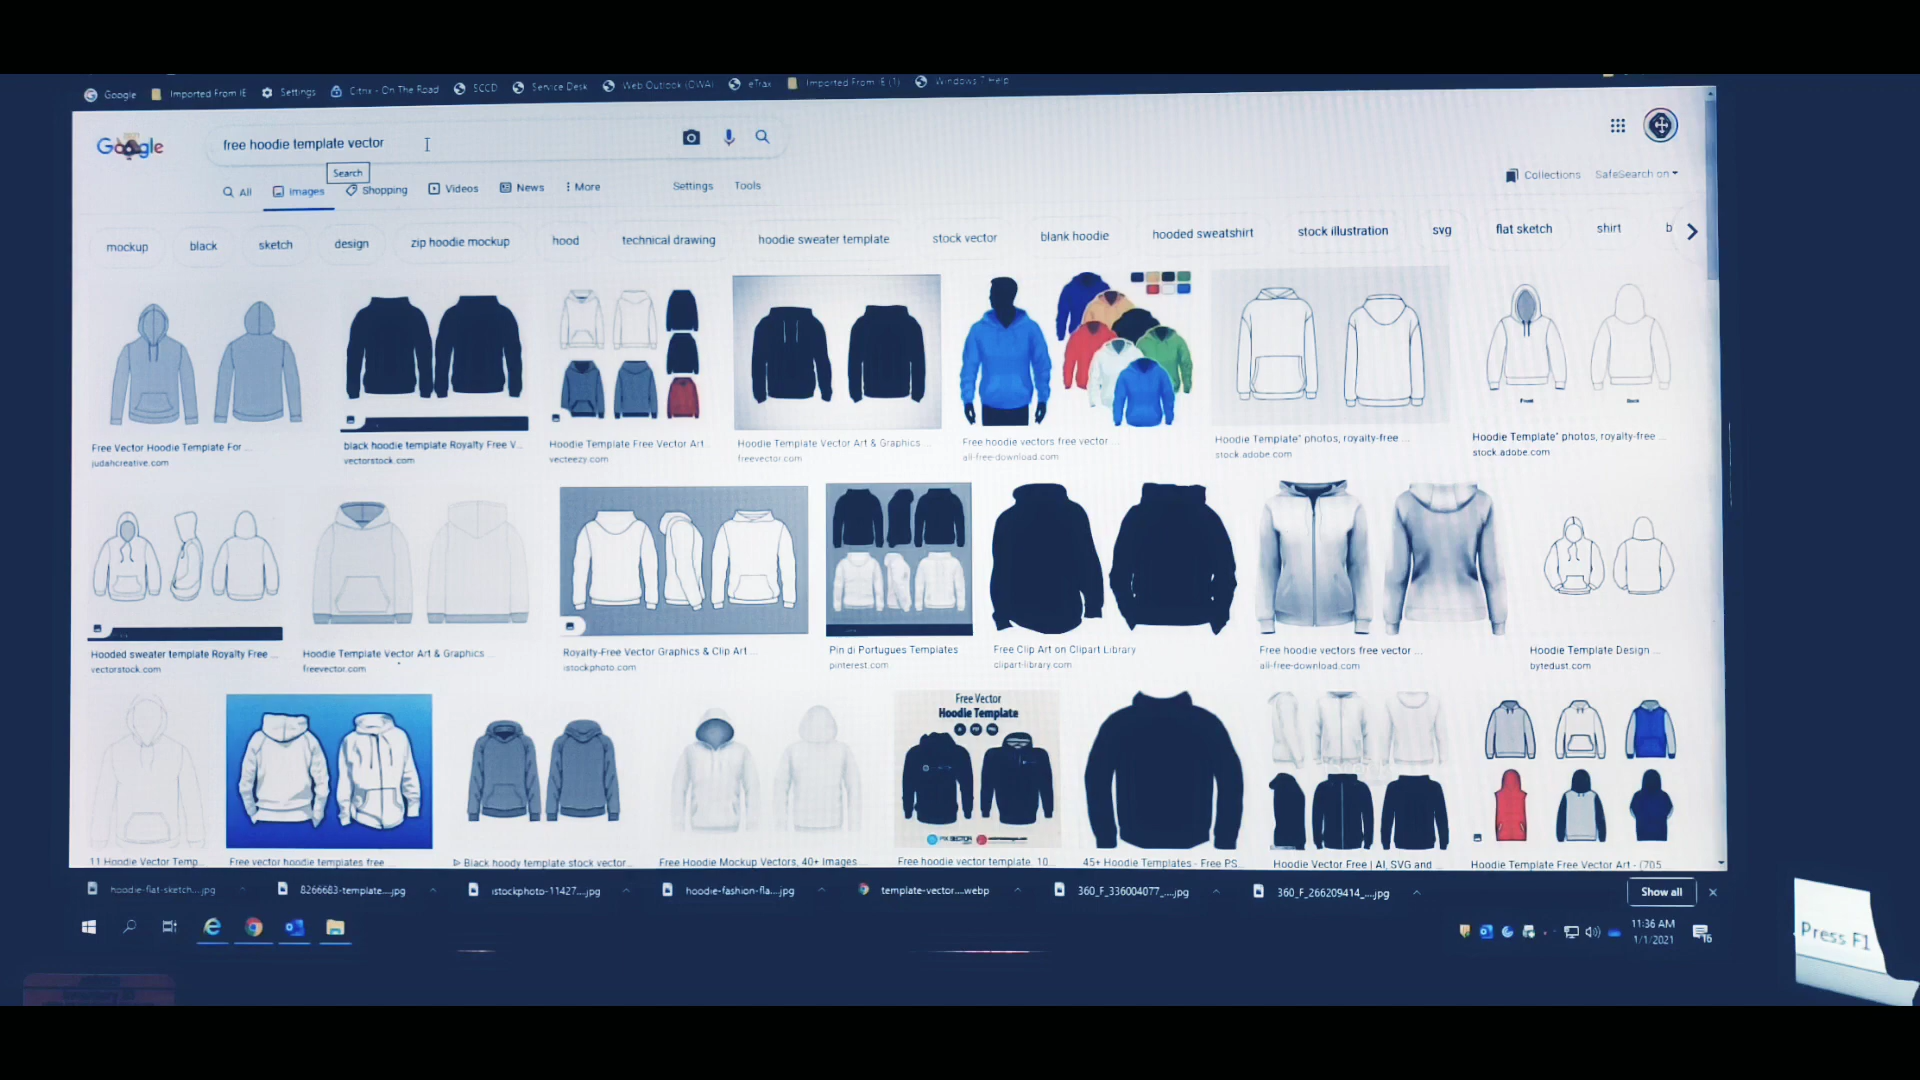 Google Imported From IE Settings Citrix - On The Road SCCD Service Desk Web Outlook (OWA) eTrax Imported From IE (1) Windows 7 Help
Google
free hoodie template vector
Search
All Images Shopping Videos News More Settings Tools
Collections SafeSearch on
mockup black sketch design zip hoodie mockup hood technical drawing hoodie sweater template stock vector blank hoodie hooded sweatshirt stock illustration svg flat sketch shirt b
Front Back
Free Vector Hoodie Template For ...
judahcreative.com
black hoodie template Royalty Free V...
vectorstock.com
Hoodie Template Free Vector Art ...
vecteezy.com
Hoodie Template Vector Art & Graphics ...
freevector.com
Free hoodie vectors free vector ...
all-free-download.com
Hoodie Template" photos, royalty-free ...
stock.adobe.com
Hoodie Template" photos, royalty-free ...
stock.adobe.com
Hooded sweater template Royalty Free ...
vectorstock.com
Hoodie Template Vector Art & Graphics ...
freevector.com
Royalty-Free Vector Graphics & Clip Art ...
istockphoto.com
Pin di Portugues Templates
pinterest.com
Free Clip Art on Clipart Library
clipart-library.com
Free hoodie vectors free vector ...
all-free-download.com
Hoodie Template Design ...
bytedust.com
Free Vector
Hoodie Template
PIXSECTOR
11 Hoodie Vector Temp...
Free vector hoodie templates free ...
Black hoody template stock vector...
Free Hoodie Mockup Vectors, 40+ Images ...
Free hoodie vector template, 10...
45+ Hoodie Templates - Free PS...
Hoodie Vector Free | AI, SVG and ...
Hoodie Template Free Vector Art - (705 ...
hoodie-flat-sketch...jpg 8266683-template....jpg istockphoto-11427....jpg hoodie-fashion-fla....jpg template-vector....webp 360_F_336004077_....jpg 360_F_266209414_....jpg Show all
11:36 AM
1/1/2021
16
Press F1